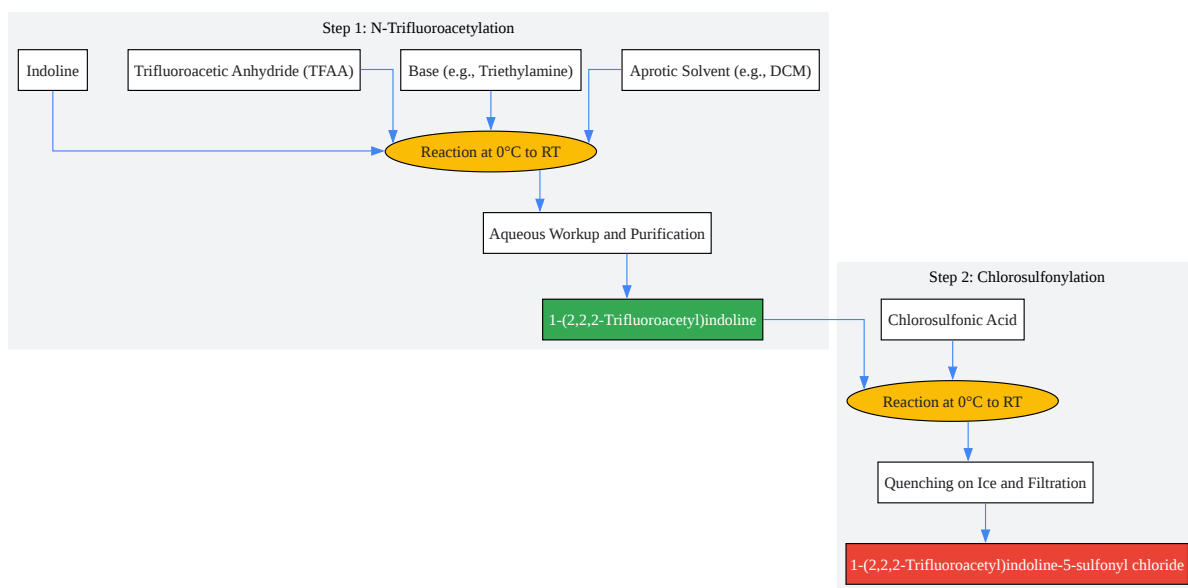 Step 1: N-Trifluoroacetylation
Indoline
Trifluoroacetic Anhydride (TFAA)
Base (e.g., Triethylamine)
Aprotic Solvent (e.g., DCM)
Reaction at 0°C to RT
Aqueous Workup and Purification
1-(2,2,2-Trifluoroacetyl)indoline
Step 2: Chlorosulfonylation
Chlorosulfonic Acid
Reaction at 0°C to RT
Quenching on Ice and Filtration
1-(2,2,2-Trifluoroacetyl)indoline-5-sulfonyl chloride